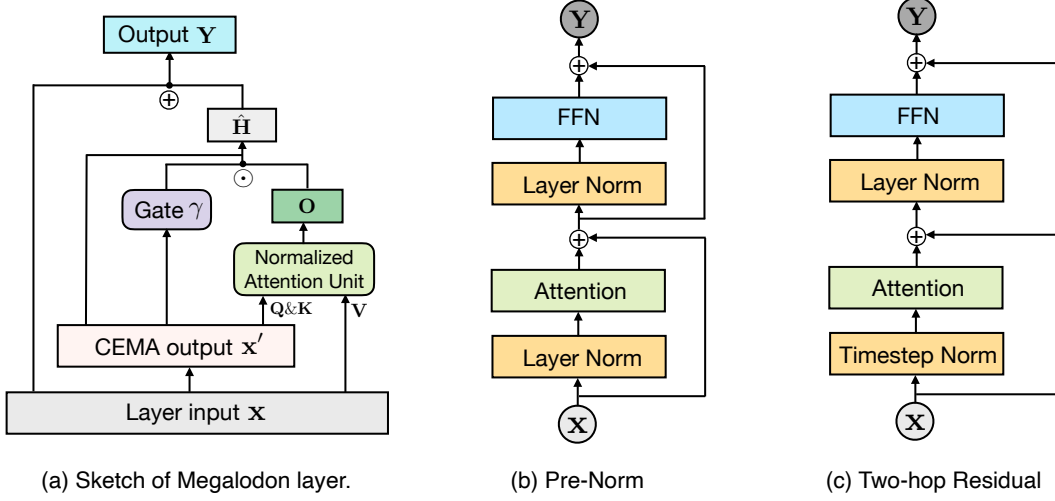 Output Y
⊕
Ĥ
⊙
Gate γ
O
Normalized
Attention Unit
Q&K
V
CEMA output x′
Layer input X
(a) Sketch of Megalodon layer.
Y
+
FFN
Layer Norm
+
Attention
Layer Norm
X
(b) Pre-Norm
Y
+
FFN
Layer Norm
+
Attention
Timestep Norm
X
(c) Two-hop Residual